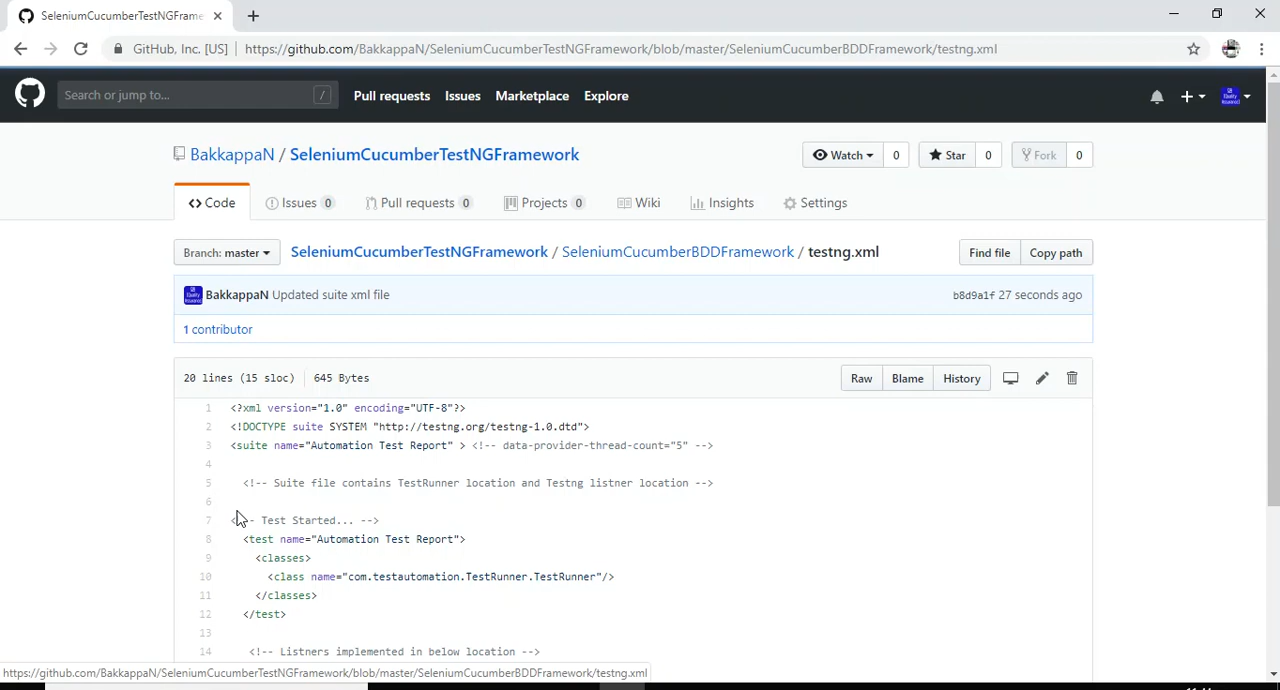 SeleniumCucumberTestNGFrame
GitHub, Inc. [US] https://github.com/BakkappaN/SeleniumCucumberTestNGFramework/blob/master/SeleniumCucumberBDDFramework/testng.xml
Search or jump to... / Pull requests Issues Marketplace Explore
BakkappaN / SeleniumCucumberTestNGFramework Watch 0 Star 0 Fork 0
<> Code Issues 0 Pull requests 0 Projects 0 Wiki Insights Settings
Branch: master SeleniumCucumberTestNGFramework / SeleniumCucumberBDDFramework / testng.xml Find file Copy path
BakkappaN Updated suite xml file b8d9a1f 27 seconds ago
1 contributor
20 lines (15 sloc) 645 Bytes Raw Blame History
1 <?xml version="1.0" encoding="UTF-8"?>
2 <!DOCTYPE suite SYSTEM "http://testng.org/testng-1.0.dtd">
3 <suite name="Automation Test Report" > <!-- data-provider-thread-count="5" -->
4
5 <!-- Suite file contains TestRunner location and Testng listner location -->
6
7 <!-- Test Started... -->
8 <test name="Automation Test Report">
9 <classes>
10 <class name="com.testautomation.TestRunner.TestRunner"/>
11 </classes>
12 </test>
13
14 <!-- Listners implemented in below location -->
https://github.com/BakkappaN/SeleniumCucumberTestNGFramework/blob/master/SeleniumCucumberBDDFramework/testng.xml